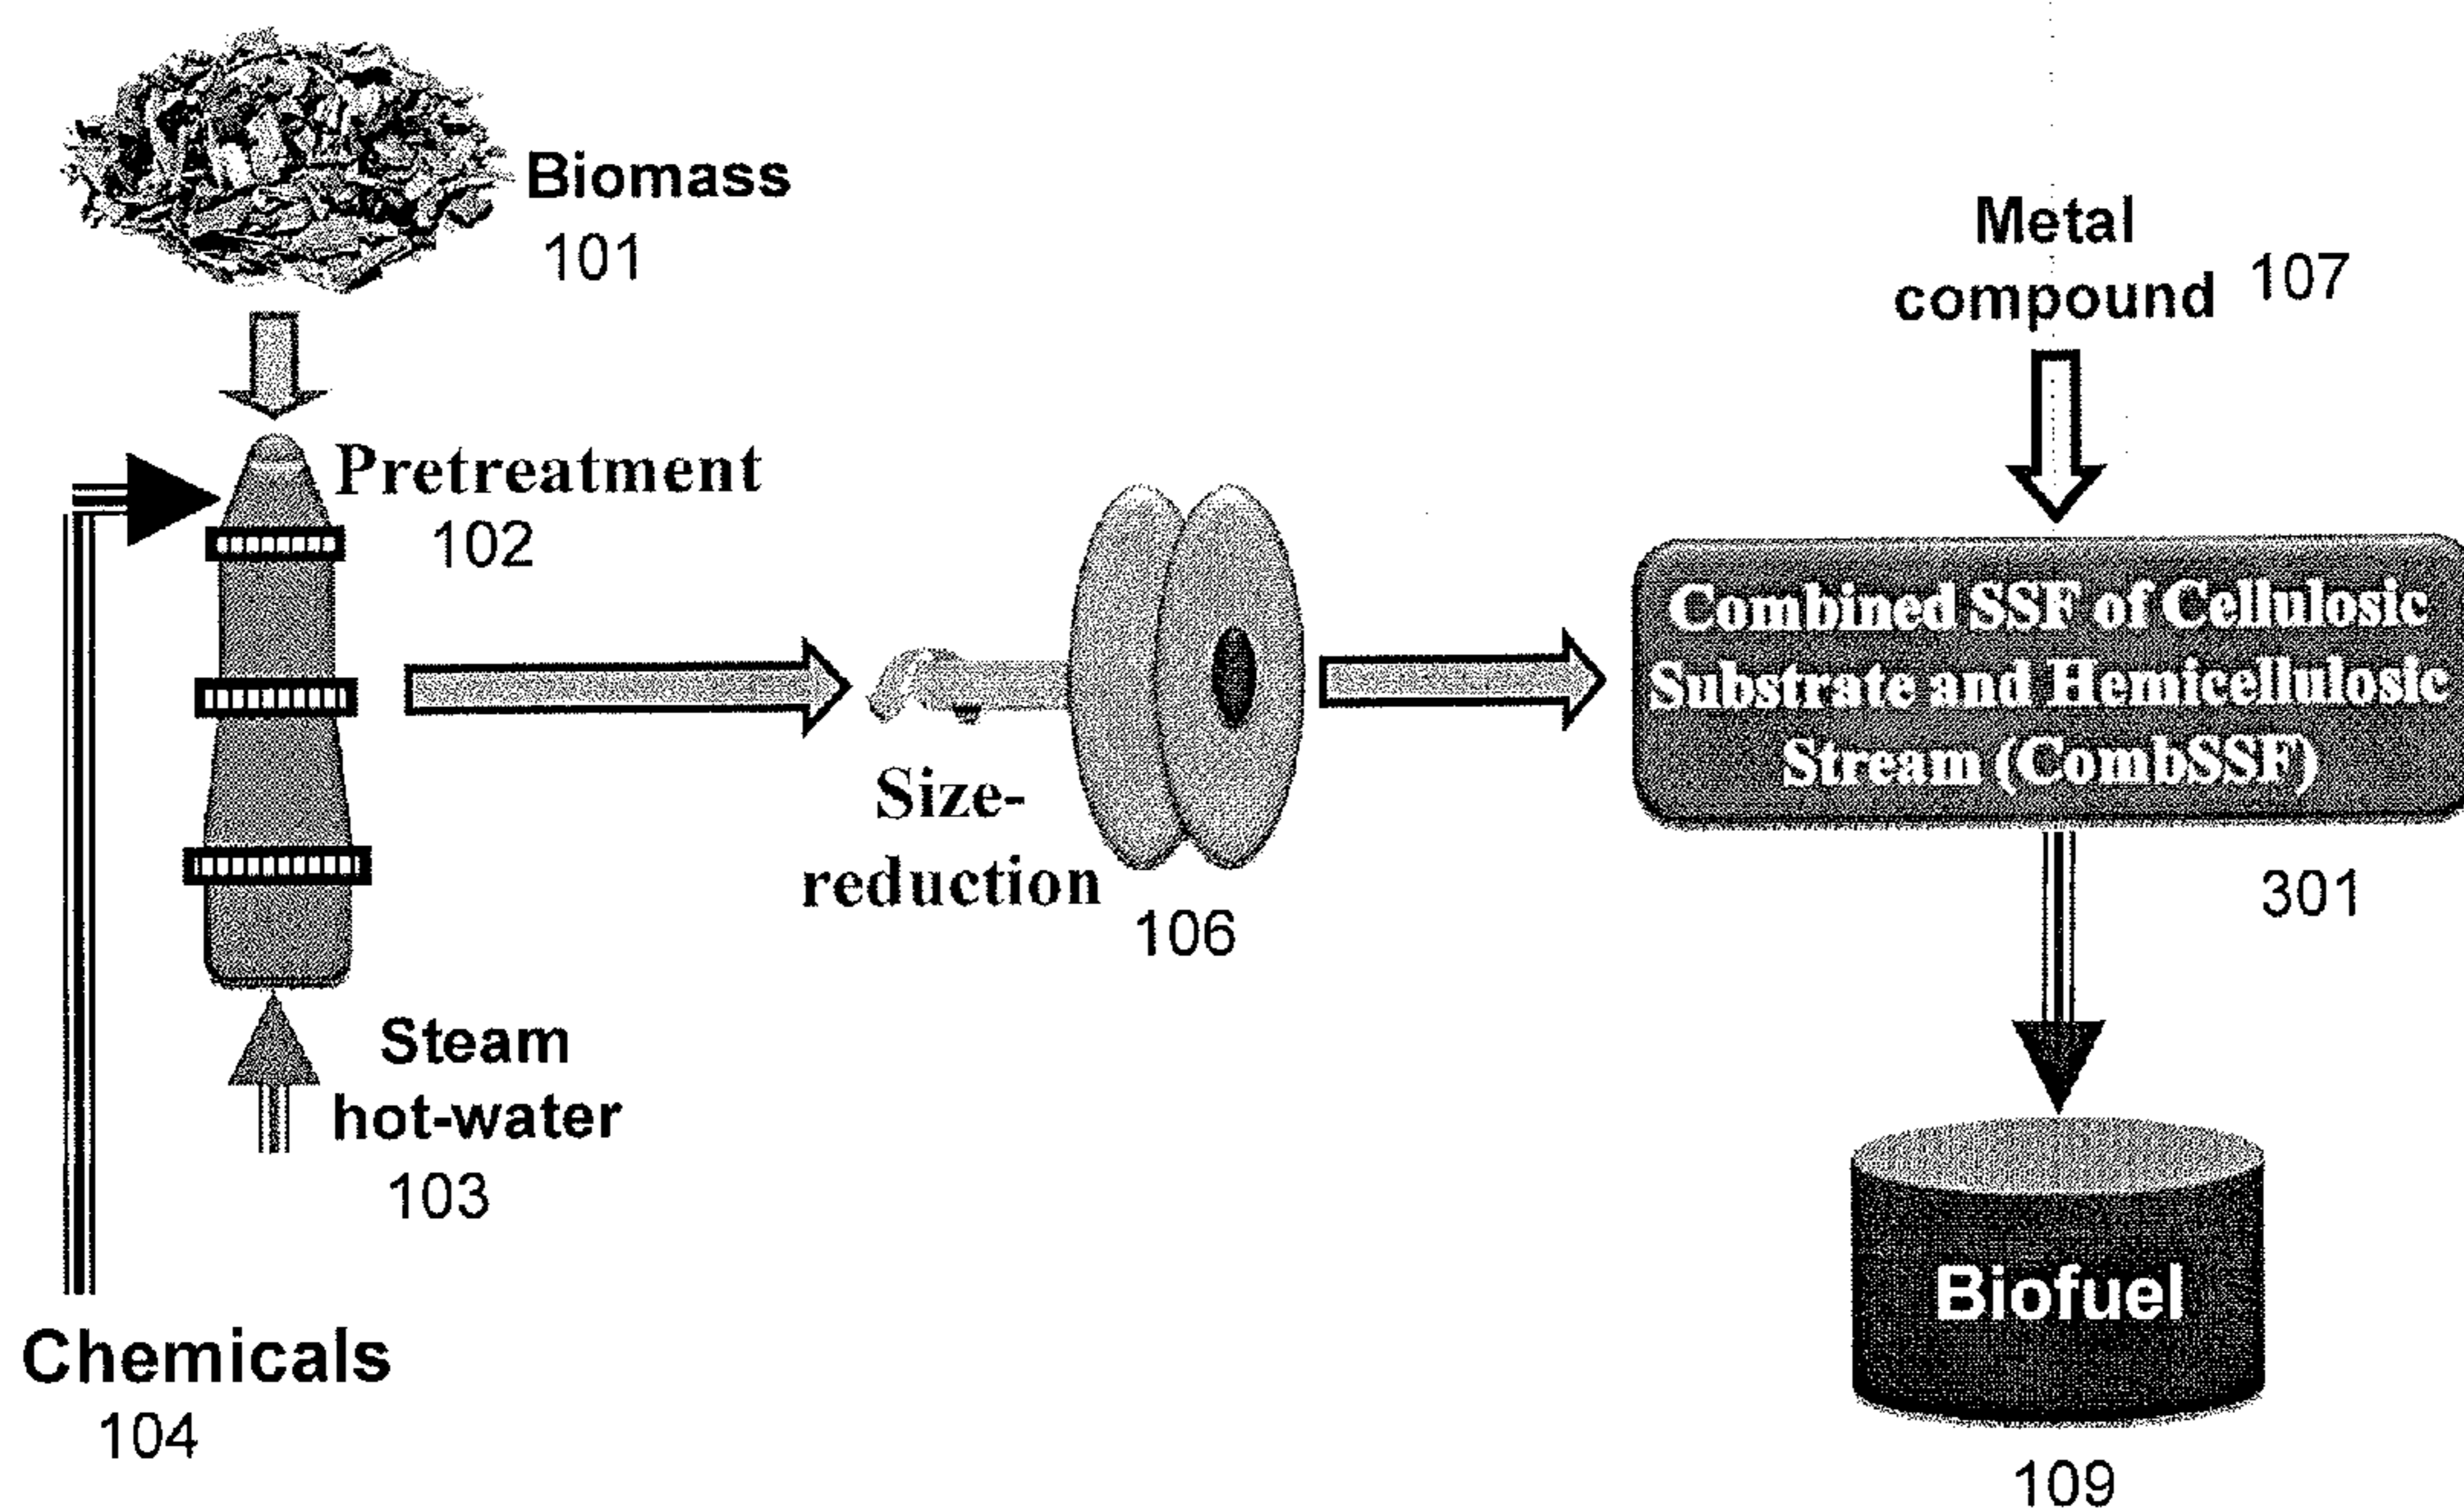 Biomass
101
Metal
compound 107
Pretreatment
102
Combined SSF of Cellulosic
Substrate and Hemicellulosic
Stream (CombSSF)
301
Size-
reduction
106
Steam
hot-water
103
Chemicals
104
Biofuel
109